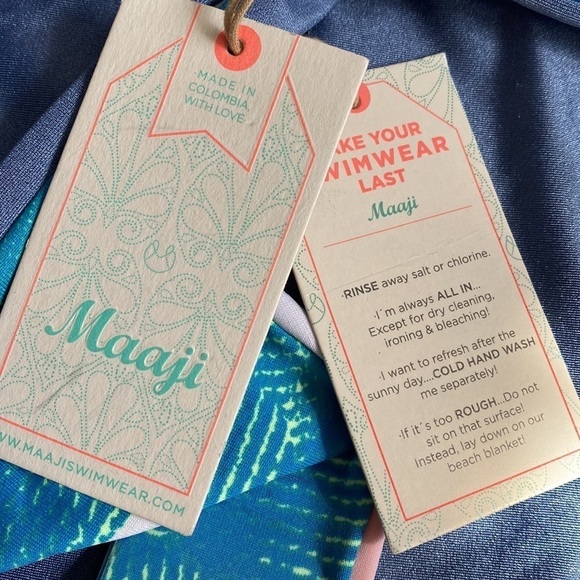 MADE IN
COLOMBIA,
WITH LOVE
Maaji
WWW.MAAJISWIMWEAR.COM
MAKE YOUR
SWIMWEAR
LAST
Maaji
·RINSE away salt or chlorine.
·I´m always ALL IN...
Except for dry cleaning,
ironing & bleaching!
·I want to refresh after the
sunny day....COLD HAND WASH
me separately!
·If it´s too ROUGH...Do not
sit on that surface!
Instead, lay down on our
beach blanket!